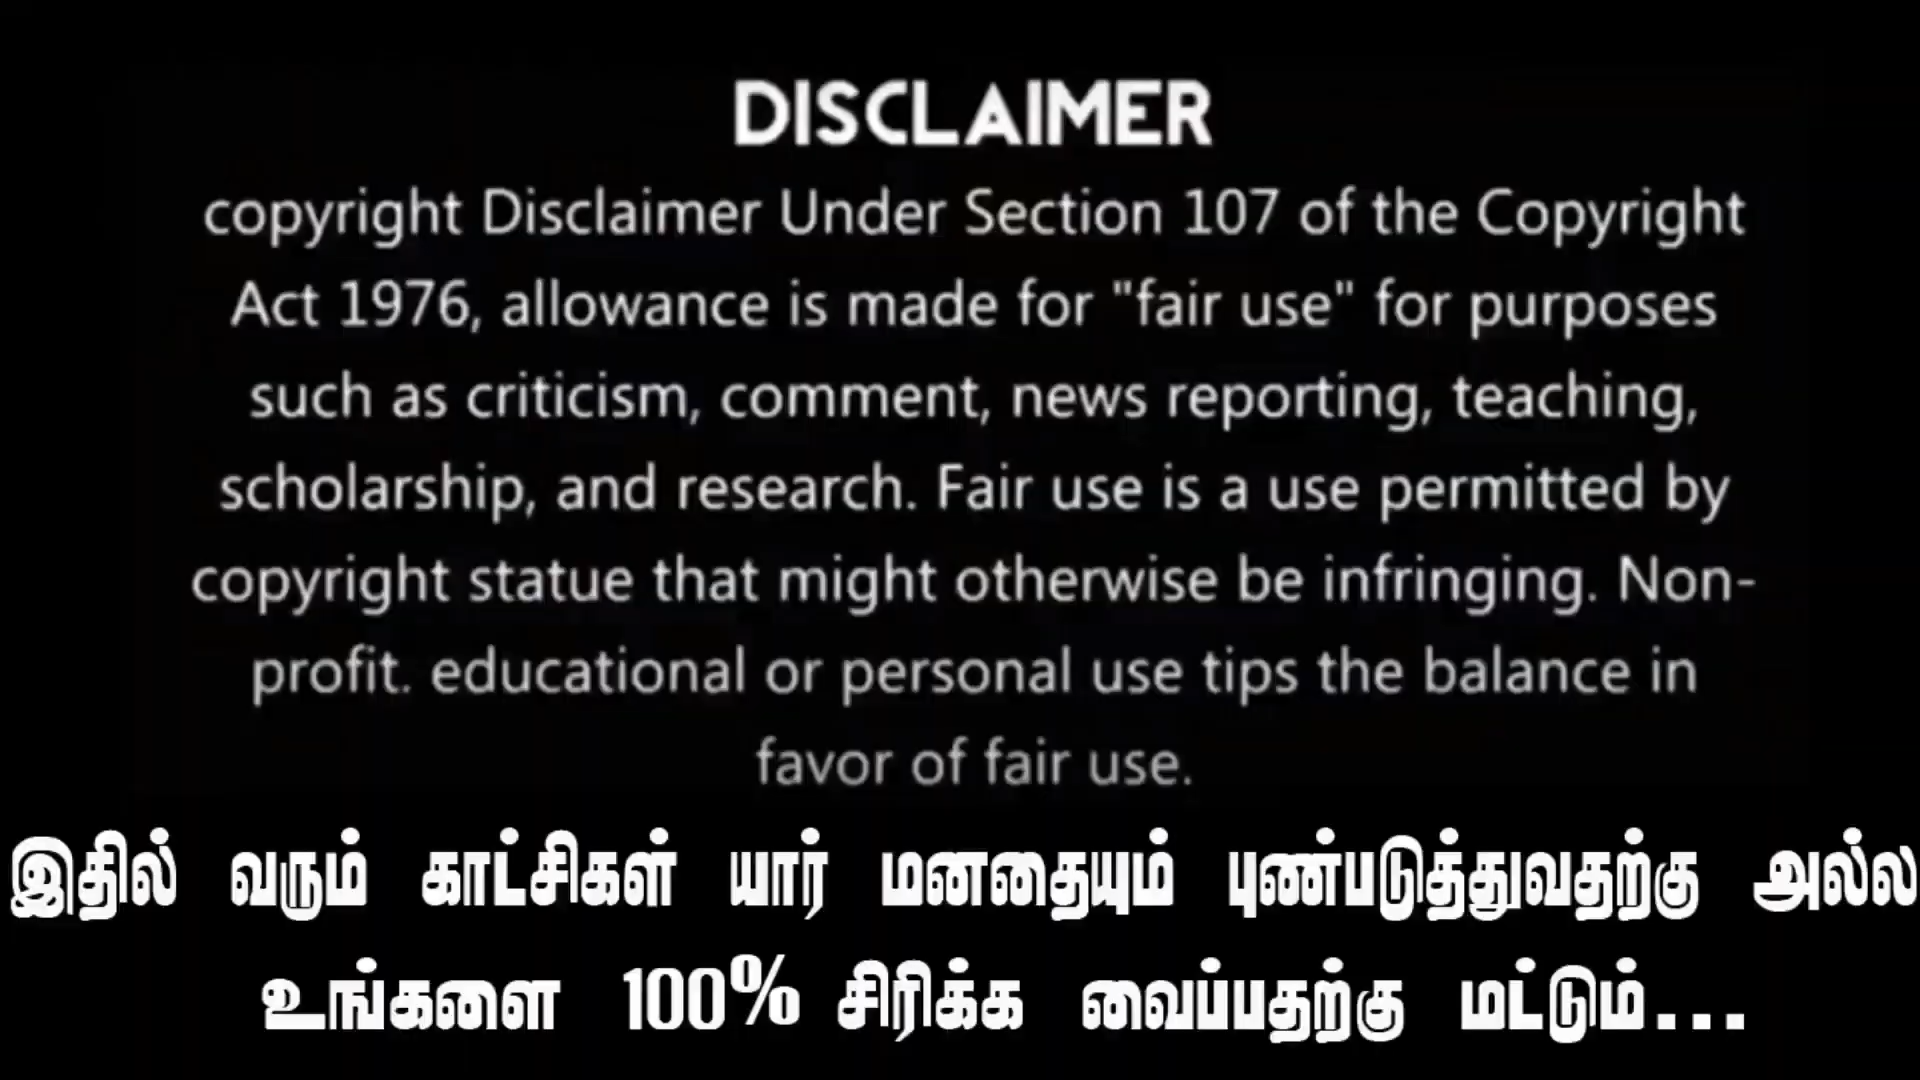 DISCLAIMER
copyright Disclaimer Under Section 107 of the Copyright
Act 1976, allowance is made for "fair use" for purposes
such as criticism, comment, news reporting, teaching,
scholarship, and research. Fair use is a use permitted by
copyright statue that might otherwise be infringing. Non-
profit. educational or personal use tips the balance in
favor of fair use.
இதில் வரும் காட்சிகள் யார் மனதையும் புண்படுத்துவதற்கு அல்ல
உங்களை 100% சிரிக்க வைப்பதற்கு மட்டும்...